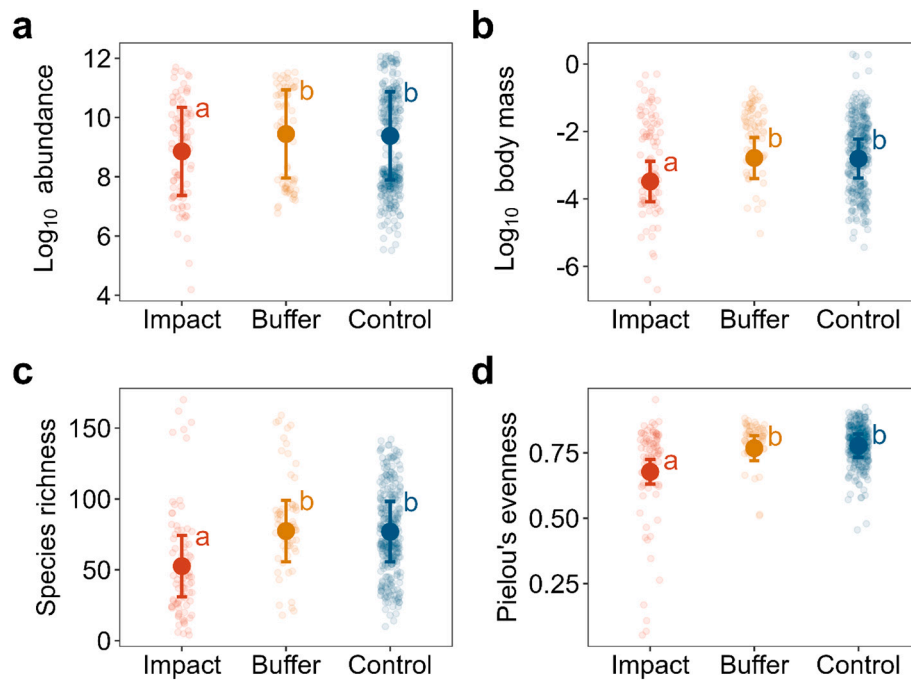 a
Log10 abundance
12
10
8
6
4
a
b
b
Impact Buffer Control
b
Log10 body mass
0
-2
-4
-6
a
b
b
Impact Buffer Control
c
Species richness
150
100
50
0
a
b
b
Impact Buffer Control
d
Pielou's evenness
0.75
0.50
0.25
a
b
b
Impact Buffer Control